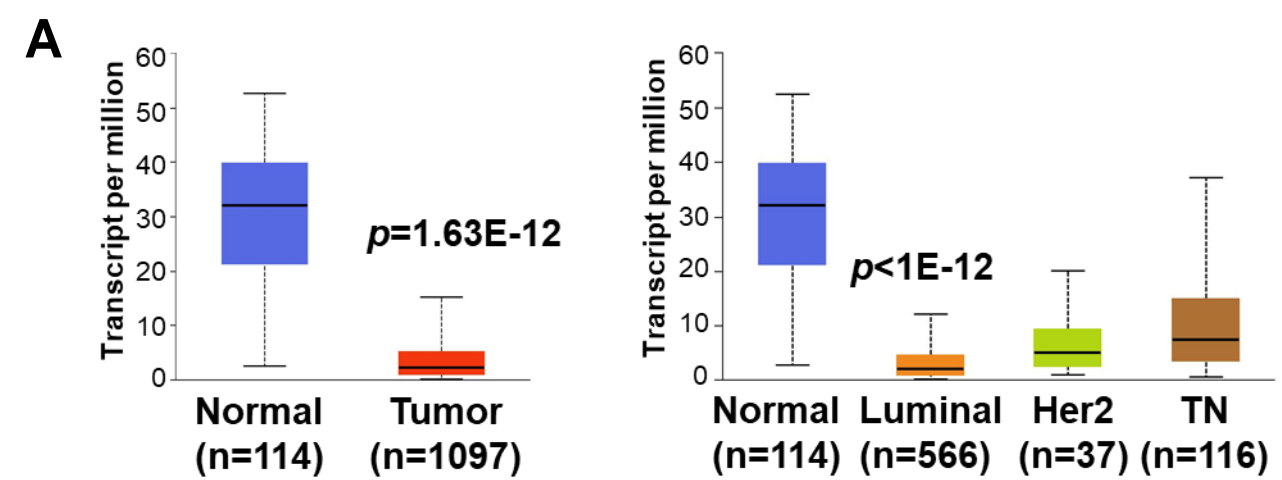 A
Transcript per million
60
50
40
30
20
10
0
p=1.63E-12
Normal Tumor
(n=114) (n=1097)
Transcript per million
60
50
40
30
20
10
0
p<1E-12
Normal Luminal Her2 TN
(n=114) (n=566) (n=37) (n=116)